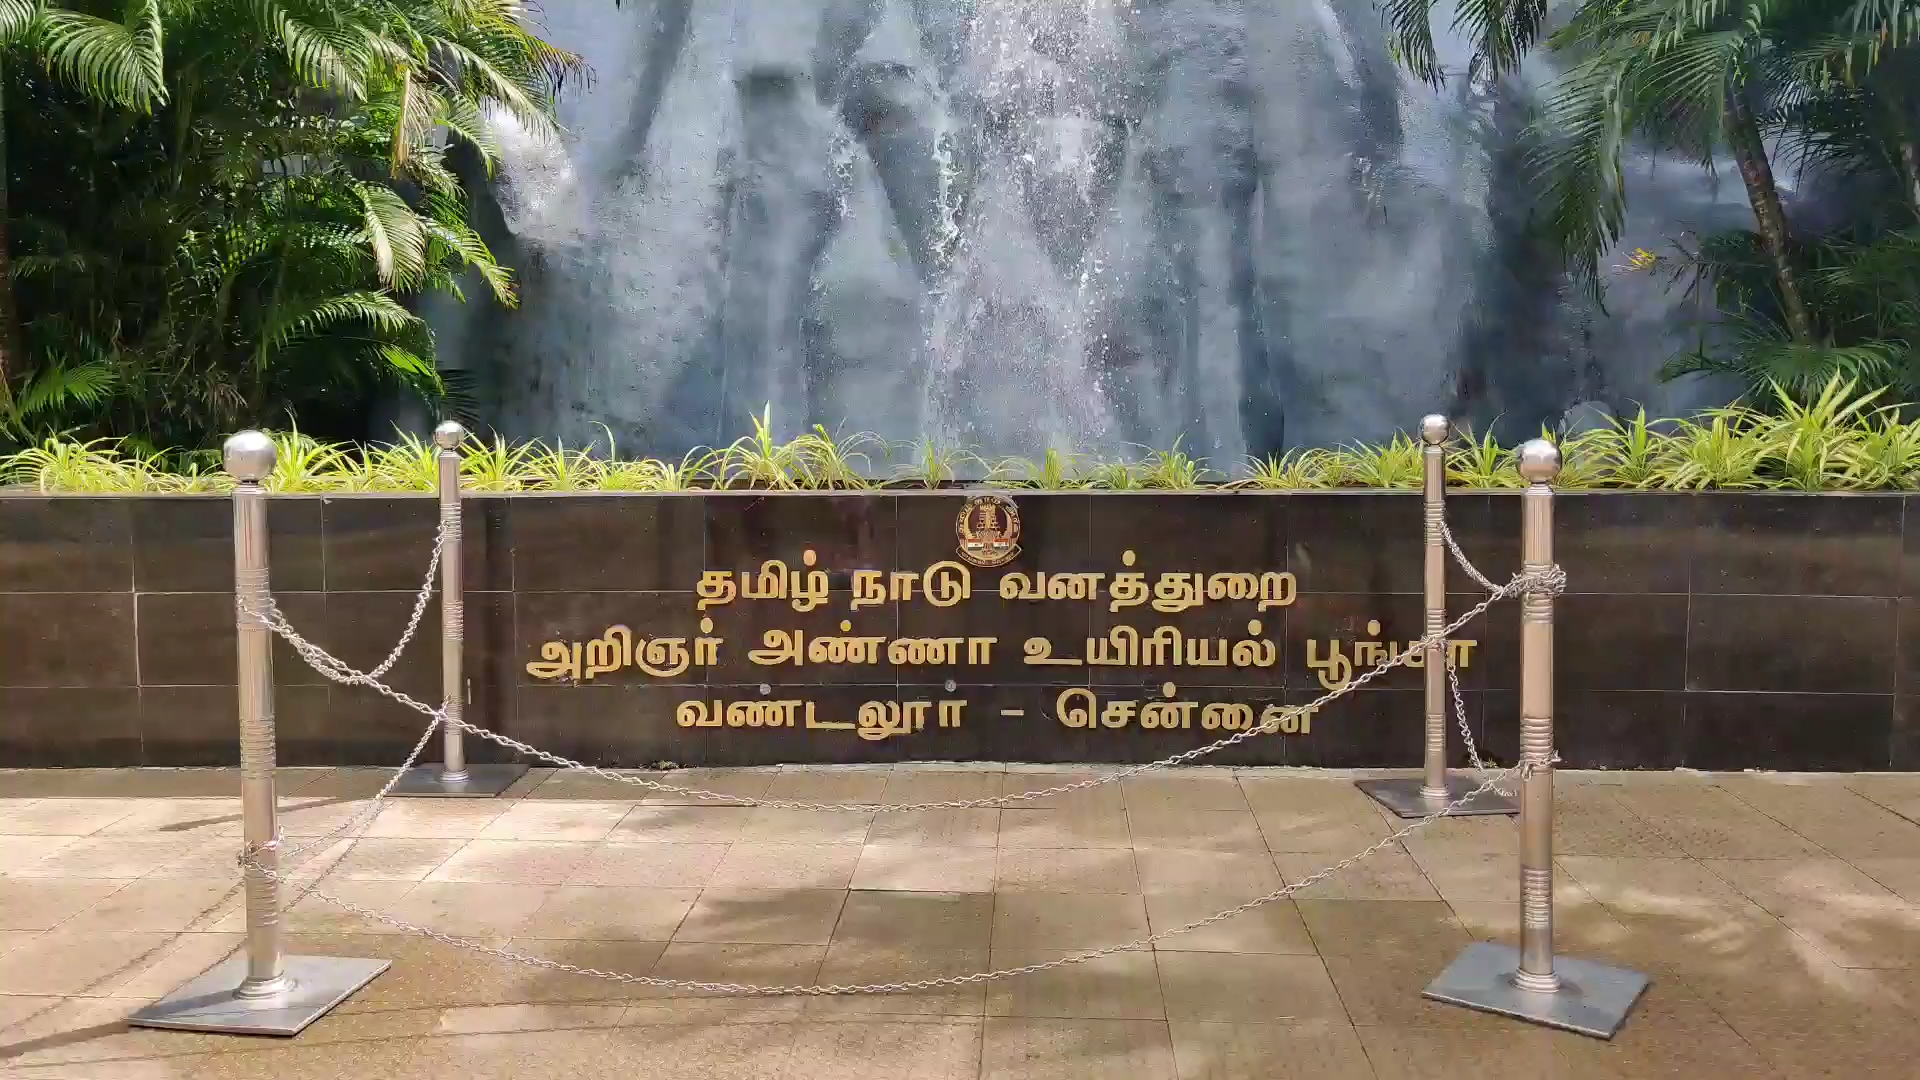 தமிழ் நாடு வனத்துறை
அறிஞர் அண்ணா உயிரியல் பூங்கா
வண்டலூர் - சென்னை